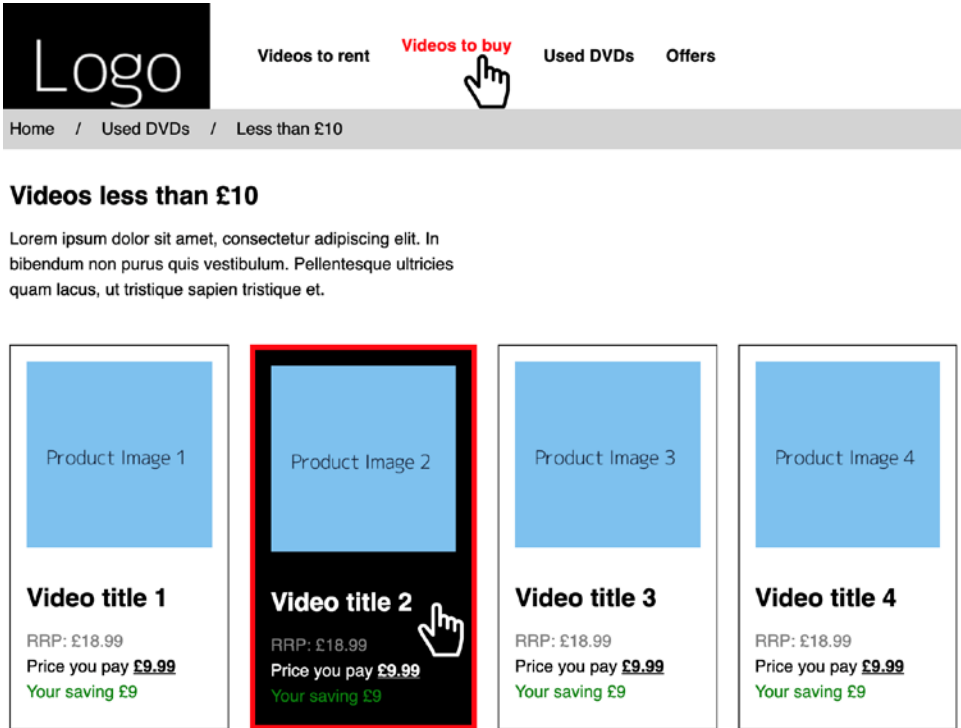 Logo
Videos to rent Videos to buy Used DVDs Offers
Home / Used DVDs / Less than £10
Videos less than £10
Lorem ipsum dolor sit amet, consectetur adipiscing elit. In
bibendum non purus quis vestibulum. Pellentesque ultricies
quam lacus, ut tristique sapien tristique et.
Product Image 1
Video title 1
RRP: £18.99
Price you pay £9.99
Your saving £9
Product Image 2
Video title 2
RRP: £18.99
Price you pay £9.99
Your saving £9
Product Image 3
Video title 3
RRP: £18.99
Price you pay £9.99
Your saving £9
Product Image 4
Video title 4
RRP: £18.99
Price you pay £9.99
Your saving £9